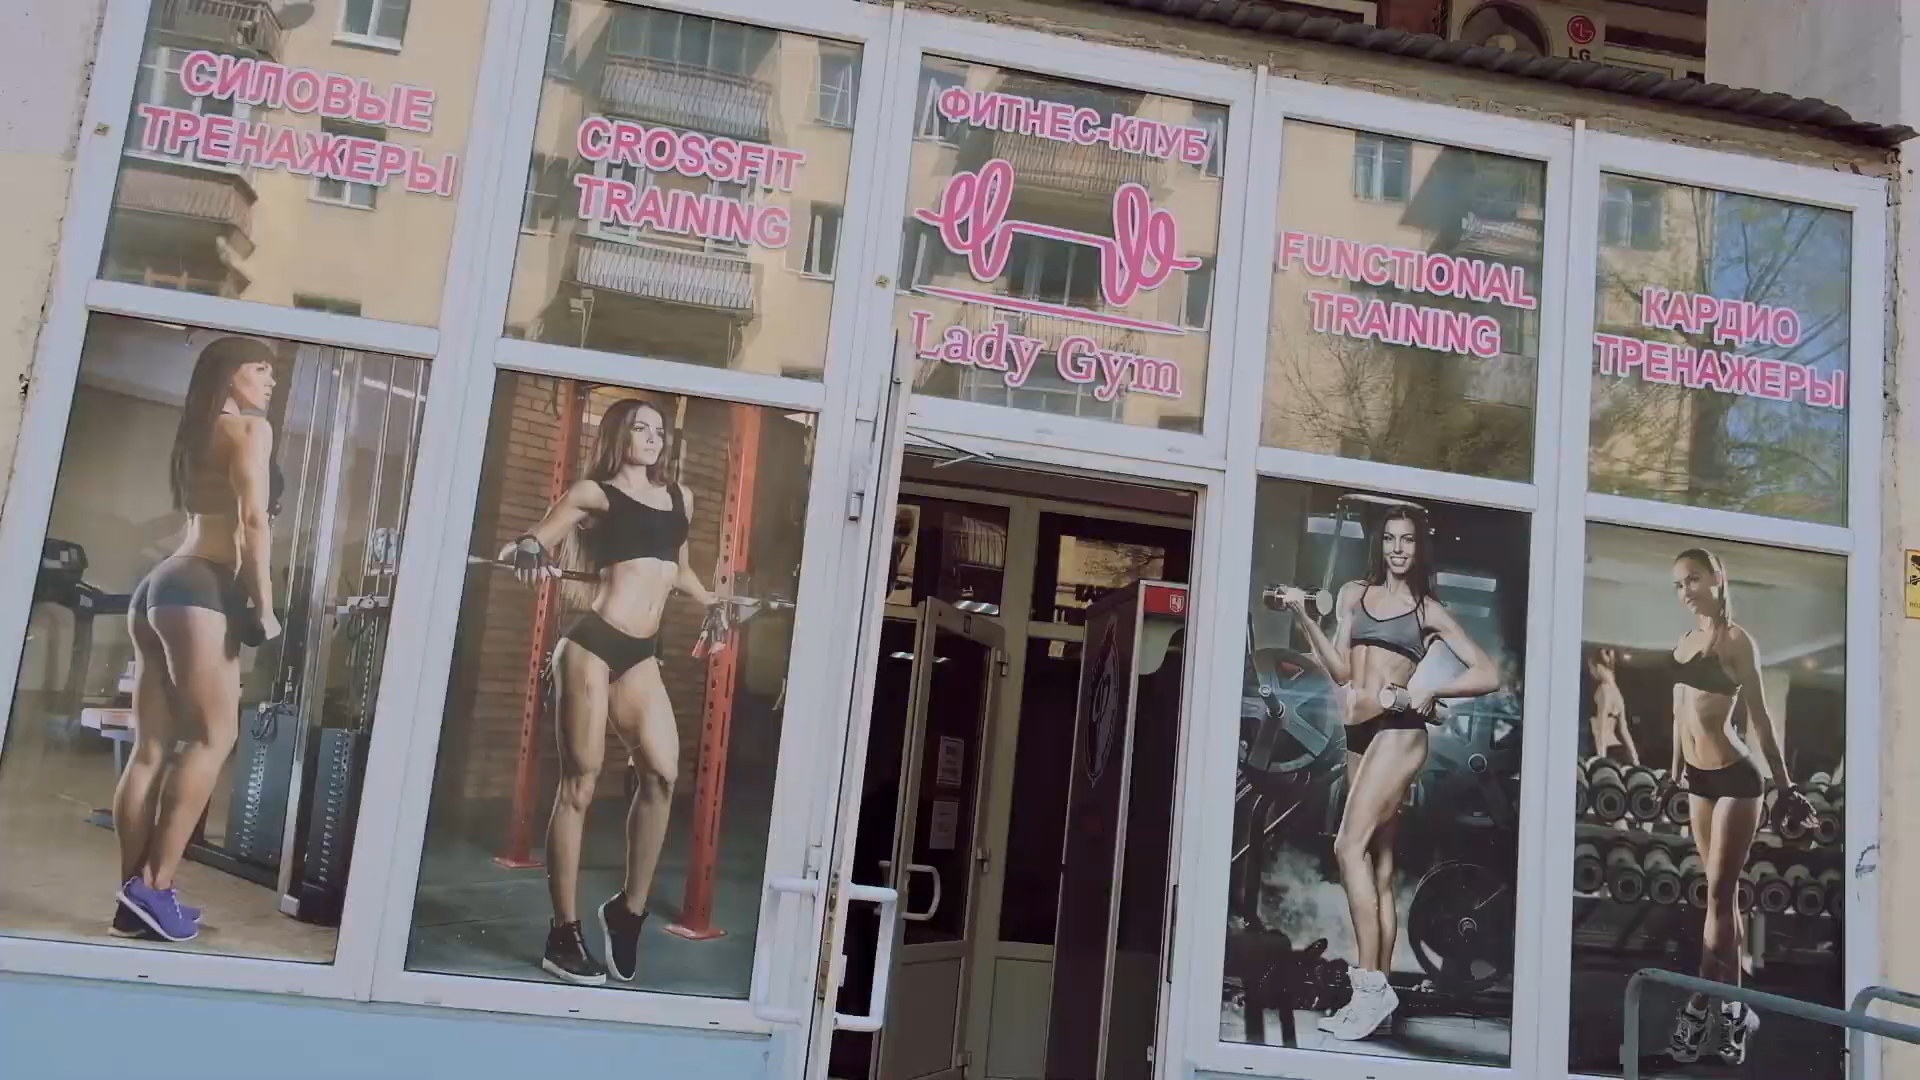 СИЛОВЫЕ
ТРЕНАЖЕРЫ
CROSSFIT
TRAINING
ФИТНЕС-КЛУБ
Lady Gym
FUNCTIONAL
TRAINING
КАРДИО
ТРЕНАЖЕРЫ
LG